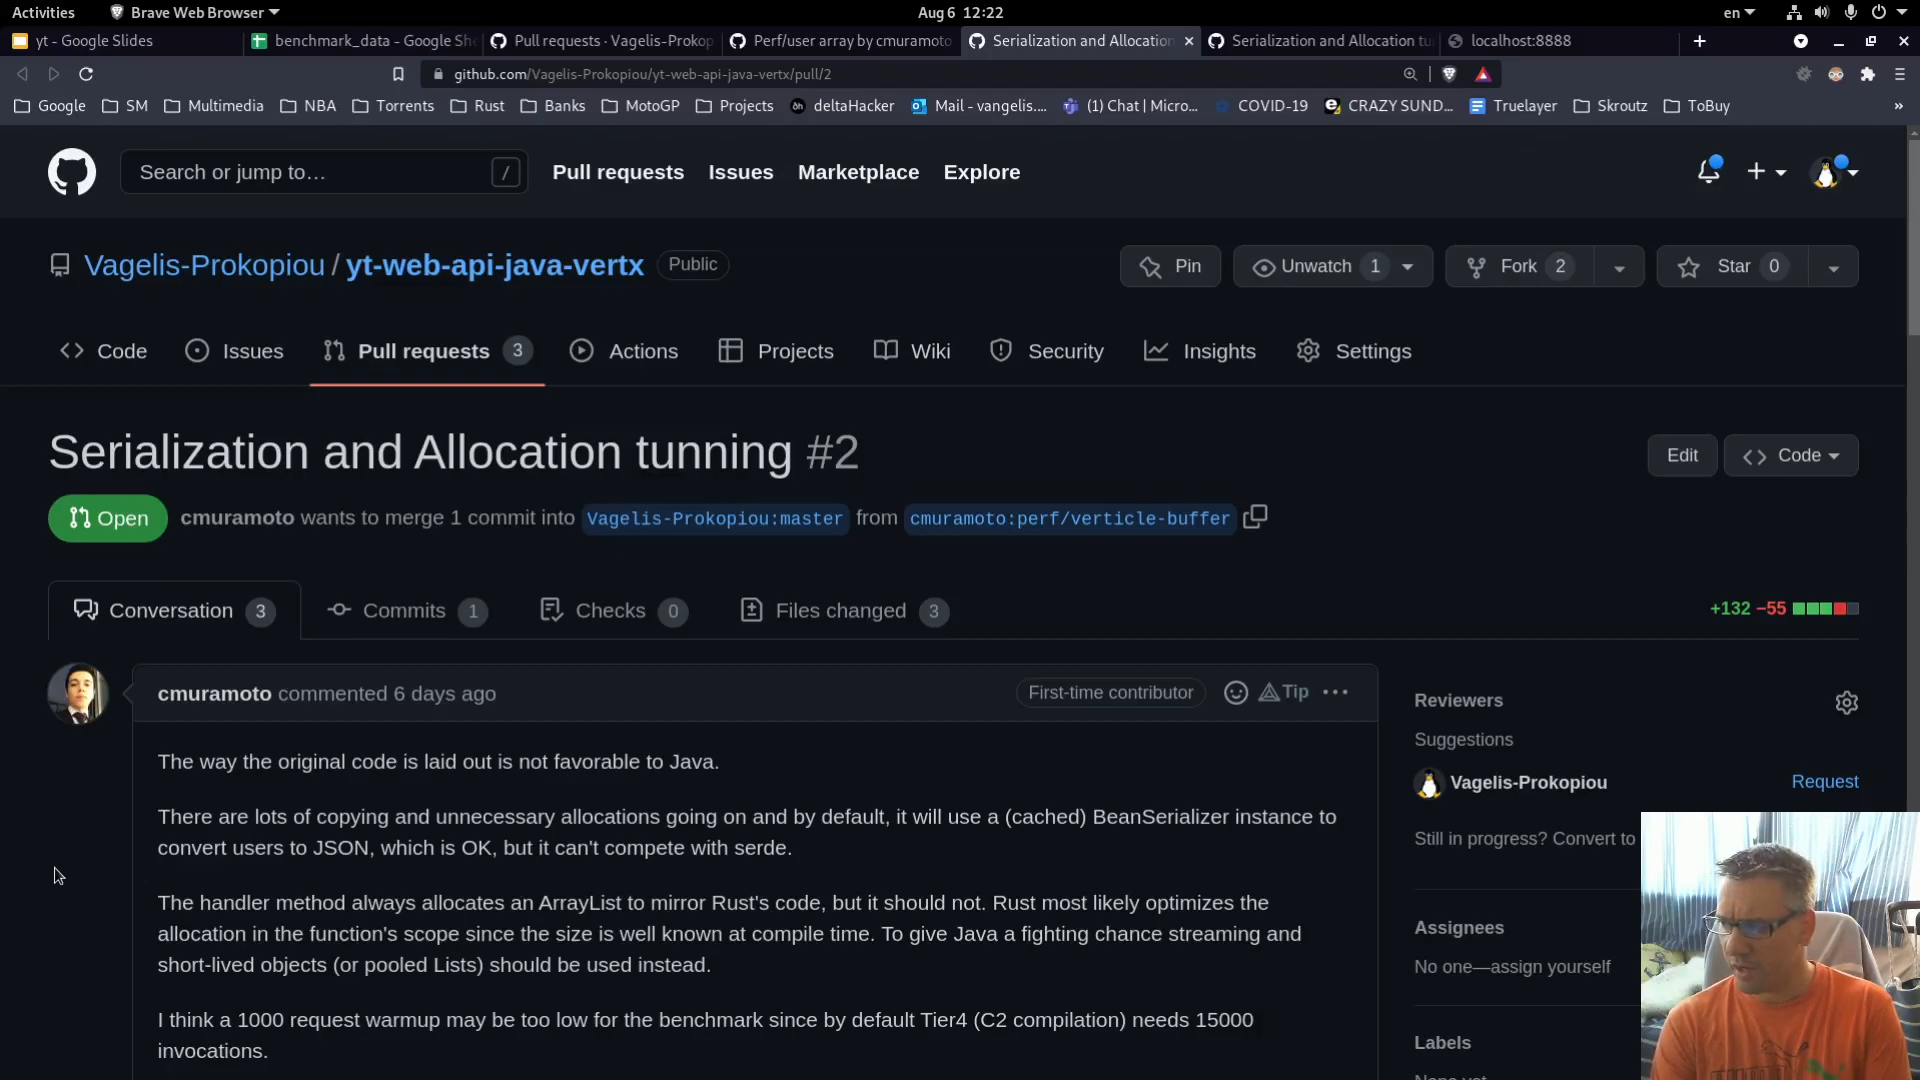 Activities
Brave Web Browser
Aug 6 12:22
en
yt - Google Slides
benchmark_data - Google She
Pull requests · Vagelis-Prokop
Perf/user array by cmuramoto
Serialization and Allocation
Serialization and Allocation tu
localhost:8888
github.com/Vagelis-Prokopiou/yt-web-api-java-vertx/pull/2
Google
SM
Multimedia
NBA
Torrents
Rust
Banks
MotoGP
Projects
deltaHacker
Mail - vangelis....
(1) Chat | Micro...
COVID-19
CRAZY SUND...
Truelayer
Skroutz
ToBuy
»
Search or jump to…
/
Pull requests
Issues
Marketplace
Explore
Vagelis-Prokopiou / yt-web-api-java-vertx
Public
Pin
Unwatch 1
Fork 2
Star 0
Code
Issues
Pull requests 3
Actions
Projects
Wiki
Security
Insights
Settings
Serialization and Allocation tunning #2
Edit
Code
Open
cmuramoto wants to merge 1 commit into Vagelis-Prokopiou:master from cmuramoto:perf/verticle-buffer
Conversation 3
Commits 1
Checks 0
Files changed 3
+132 −55
cmuramoto commented 6 days ago
First-time contributor
Tip
The way the original code is laid out is not favorable to Java.
There are lots of copying and unnecessary allocations going on and by default, it will use a (cached) BeanSerializer instance to
convert users to JSON, which is OK, but it can't compete with serde.
The handler method always allocates an ArrayList to mirror Rust's code, but it should not. Rust most likely optimizes the
allocation in the function's scope since the size is well known at compile time. To give Java a fighting chance streaming and
short-lived objects (or pooled Lists) should be used instead.
I think a 1000 request warmup may be too low for the benchmark since by default Tier4 (C2 compilation) needs 15000
invocations.
Reviewers
Suggestions
Vagelis-Prokopiou
Request
Still in progress? Convert to
Assignees
No one—assign yourself
Labels